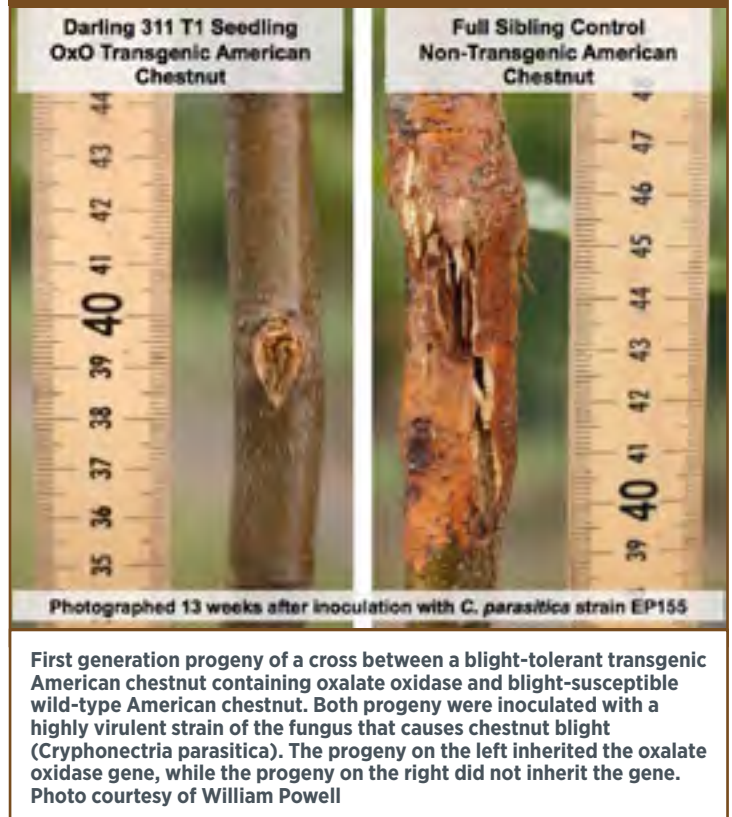 Darling 311 T1 Seedling
OxO Transgenic American
Chestnut
44
43
42
41
40
39
38
37
36
35
Full Sibling Control
Non-Transgenic American
Chestnut
48
47
46
45
44
43
42
41
40
39
Photographed 13 weeks after inoculation with C. parasitica strain EP155
First generation progeny of a cross between a blight-tolerant transgenic
American chestnut containing oxalate oxidase and blight-susceptible
wild-type American chestnut. Both progeny were inoculated with a
highly virulent strain of the fungus that causes chestnut blight
(Cryphonectria parasitica). The progeny on the left inherited the oxalate
oxidase gene, while the progeny on the right did not inherit the gene.
Photo courtesy of William Powell